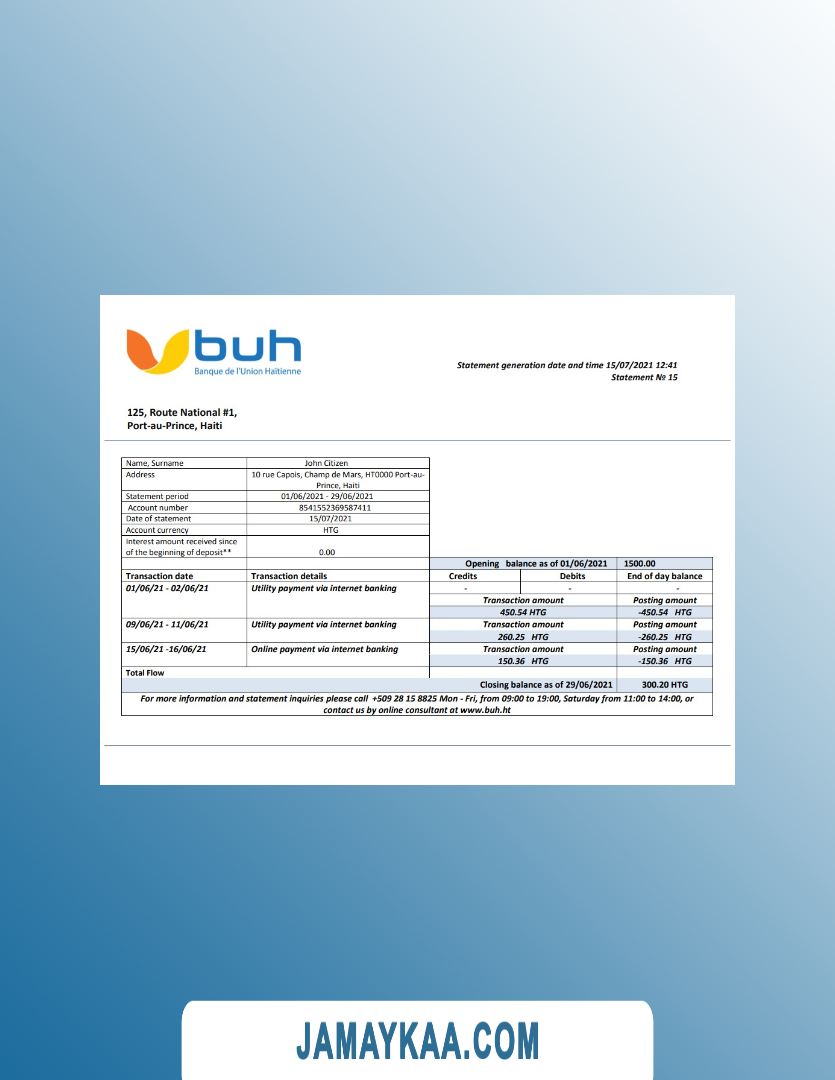 buh
Banque de l'Union Haïtienne
Statement generation date and time 15/07/2021 12:41
Statement № 15
125, Route National #1,
Port-au-Prince, Haiti
Name, Surname John Citizen
Address 10 rue Capois, Champ de Mars, HT0000 Port-au-
Prince, Haiti
Statement period 01/06/2021 - 29/06/2021
Account number 8541552369587411
Date of statement 15/07/2021
Account currency HTG
Interest amount received since
of the beginning of deposit** 0.00
Opening balance as of 01/06/2021 1500.00
Transaction date Transaction details Credits Debits End of day balance
01/06/21 - 02/06/21 Utility payment via internet banking - - -
Transaction amount Posting amount
450.54 HTG -450.54 HTG
09/06/21 - 11/06/21 Utility payment via internet banking Transaction amount Posting amount
260.25 HTG -260.25 HTG
15/06/21 -16/06/21 Online payment via internet banking Transaction amount Posting amount
150.36 HTG -150.36 HTG
Total Flow
Closing balance as of 29/06/2021 300.20 HTG
For more information and statement inquiries please call +509 28 15 8825 Mon - Fri, from 09:00 to 19:00, Saturday from 11:00 to 14:00, or
contact us by online consultant at www.buh.ht
JAMAYKAA.COM